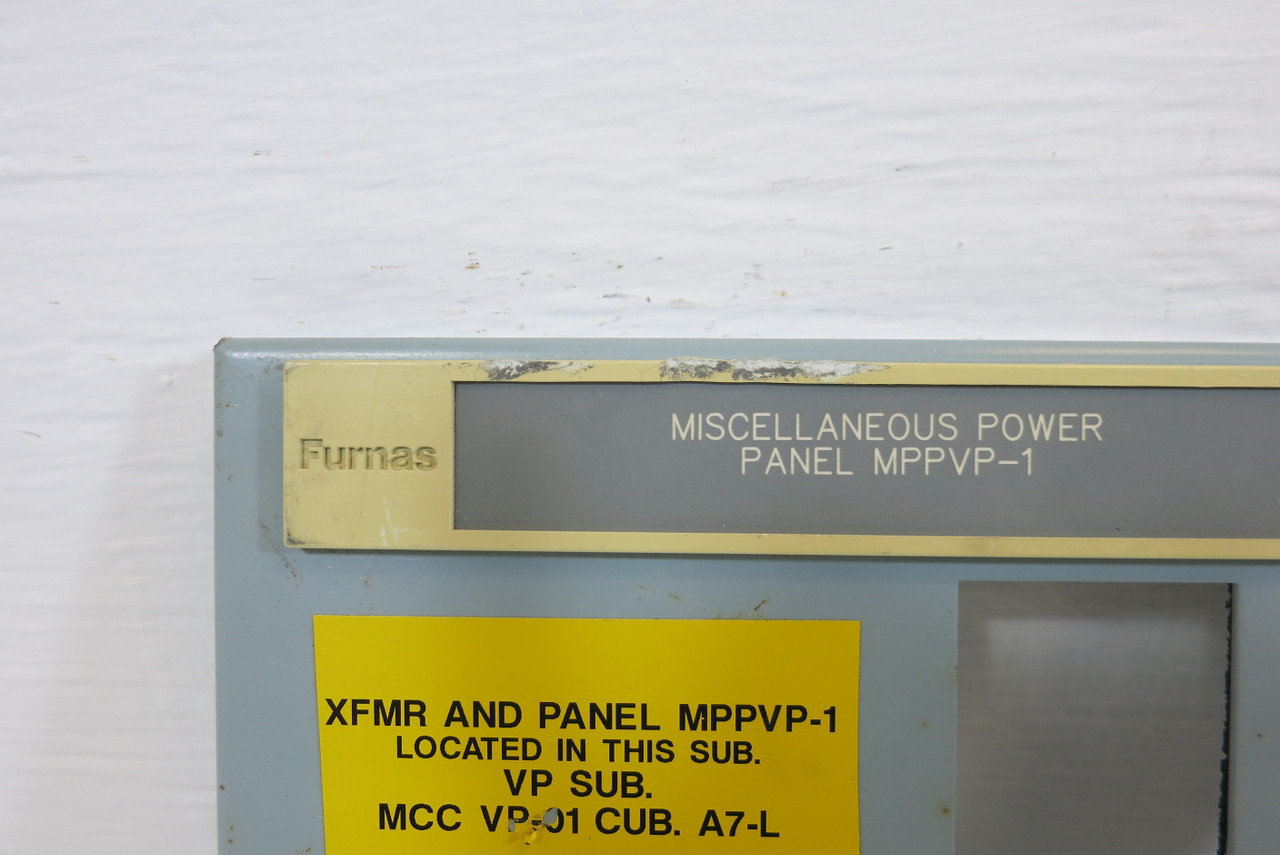 Furnas
MISCELLANEOUS POWER
PANEL MPPVP-1
XFMR AND PANEL MPPVP-1
LOCATED IN THIS SUB.
VP SUB.
MCC VP-01 CUB. A7-L